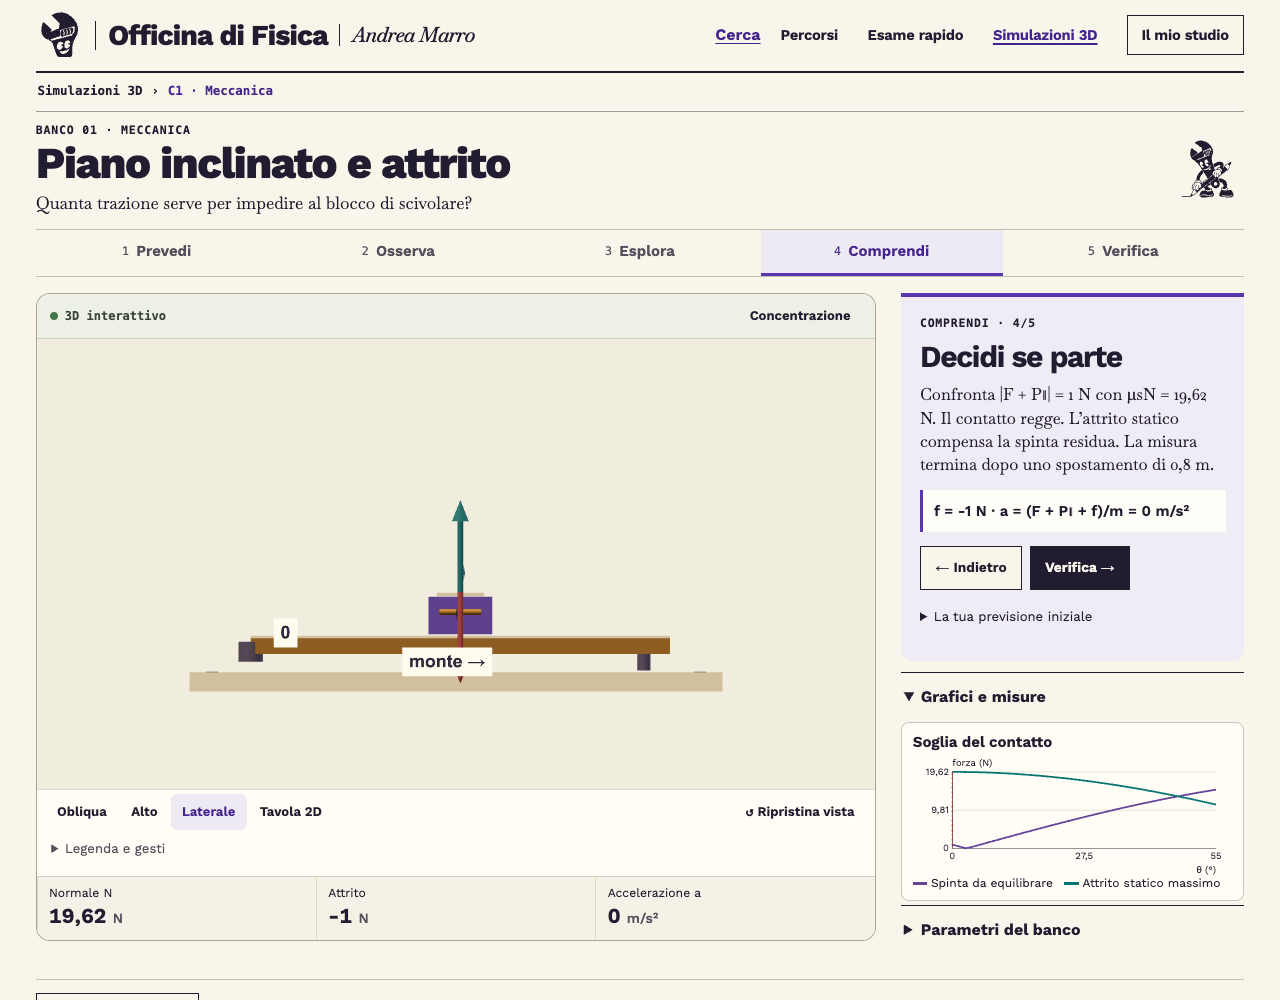 Officina di Fisica
Andrea Marro
Cerca
Percorsi
Esame rapido
Simulazioni 3D
Il mio studio
Simulazioni 3D › C1 · Meccanica
BANCO 01 · MECCANICA
Piano inclinato e attrito
Quanta trazione serve per impedire al blocco di scivolare?
1 Prevedi
2 Osserva
3 Esplora
4 Comprendi
5 Verifica
3D interattivo
Concentrazione
0
monte →
Obliqua
Alto
Laterale
Tavola 2D
↺ Ripristina vista
▶ Legenda e gesti
Normale N
19,62 N
Attrito
-1 N
Accelerazione a
0 m/s²
COMPRENDI · 4/5
Decidi se parte
Confronta |F + P∥| = 1 N con μsN = 19,62
N. Il contatto regge. L’attrito statico
compensa la spinta residua. La misura
termina dopo uno spostamento di 0,8 m.
f = -1 N · a = (F + P∥ + f)/m = 0 m/s²
← Indietro
Verifica →
▶ La tua previsione iniziale
▼ Grafici e misure
Soglia del contatto
forza (N)
19,62
9,81
0
0
27,5
55
θ (°)
Spinta da equilibrare
Attrito statico massimo
▶ Parametri del banco